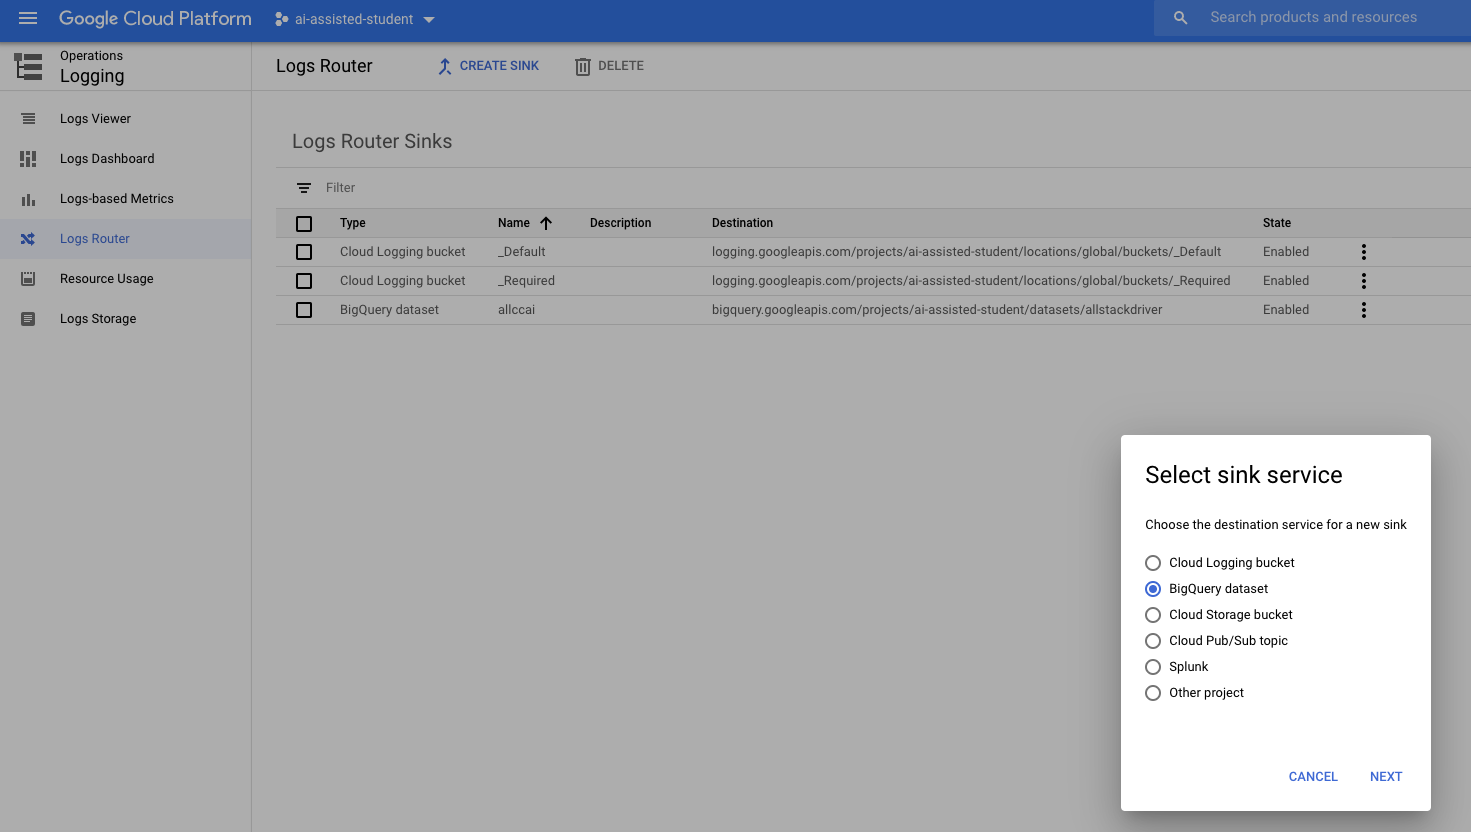 Google Cloud Platform
ai-assisted-student
Search products and resources
Operations
Logging
Logs Router
CREATE SINK
DELETE
Logs Viewer
Logs Dashboard
Logs-based Metrics
Logs Router
Resource Usage
Logs Storage
Logs Router Sinks
Filter
Type Name Description Destination State
Cloud Logging bucket _Default logging.googleapis.com/projects/ai-assisted-student/locations/global/buckets/_Default Enabled
Cloud Logging bucket _Required logging.googleapis.com/projects/ai-assisted-student/locations/global/buckets/_Required Enabled
BigQuery dataset allccai bigquery.googleapis.com/projects/ai-assisted-student/datasets/allstackdriver Enabled
Select sink service
Choose the destination service for a new sink
Cloud Logging bucket
BigQuery dataset
Cloud Storage bucket
Cloud Pub/Sub topic
Splunk
Other project
CANCEL NEXT